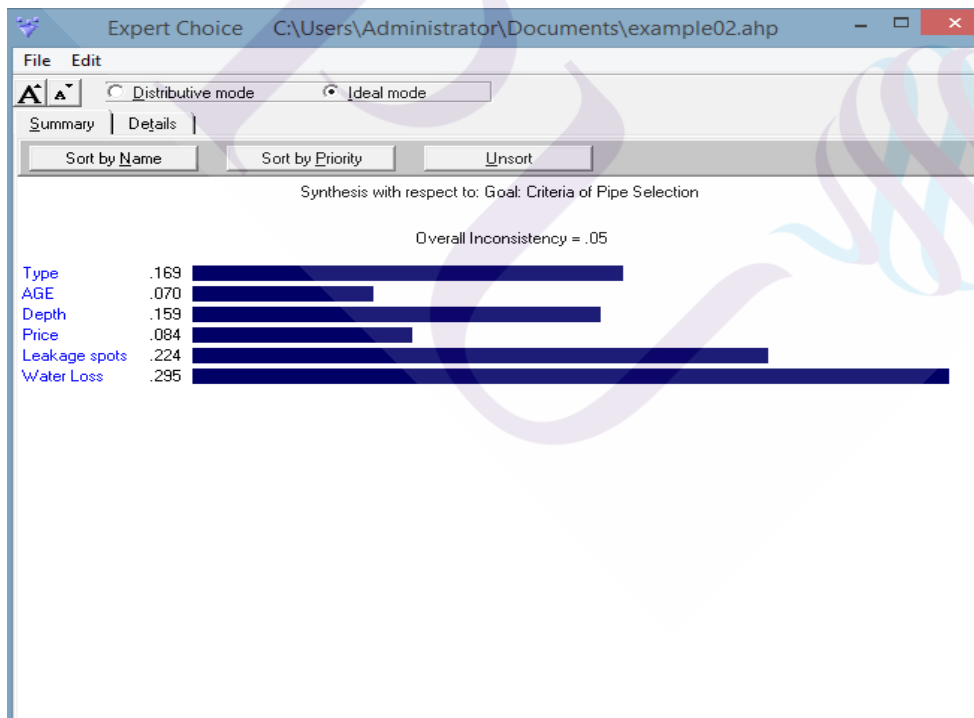 Expert Choice C:\Users\Administrator\Documents\example02.ahp
File Edit
A A Distributive mode Ideal mode
Summary Details
Sort by Name Sort by Priority Unsort
Synthesis with respect to: Goal: Criteria of Pipe Selection
Overall Inconsistency = .05
Type .169
AGE .070
Depth .159
Price .084
Leakage spots .224
Water Loss .295